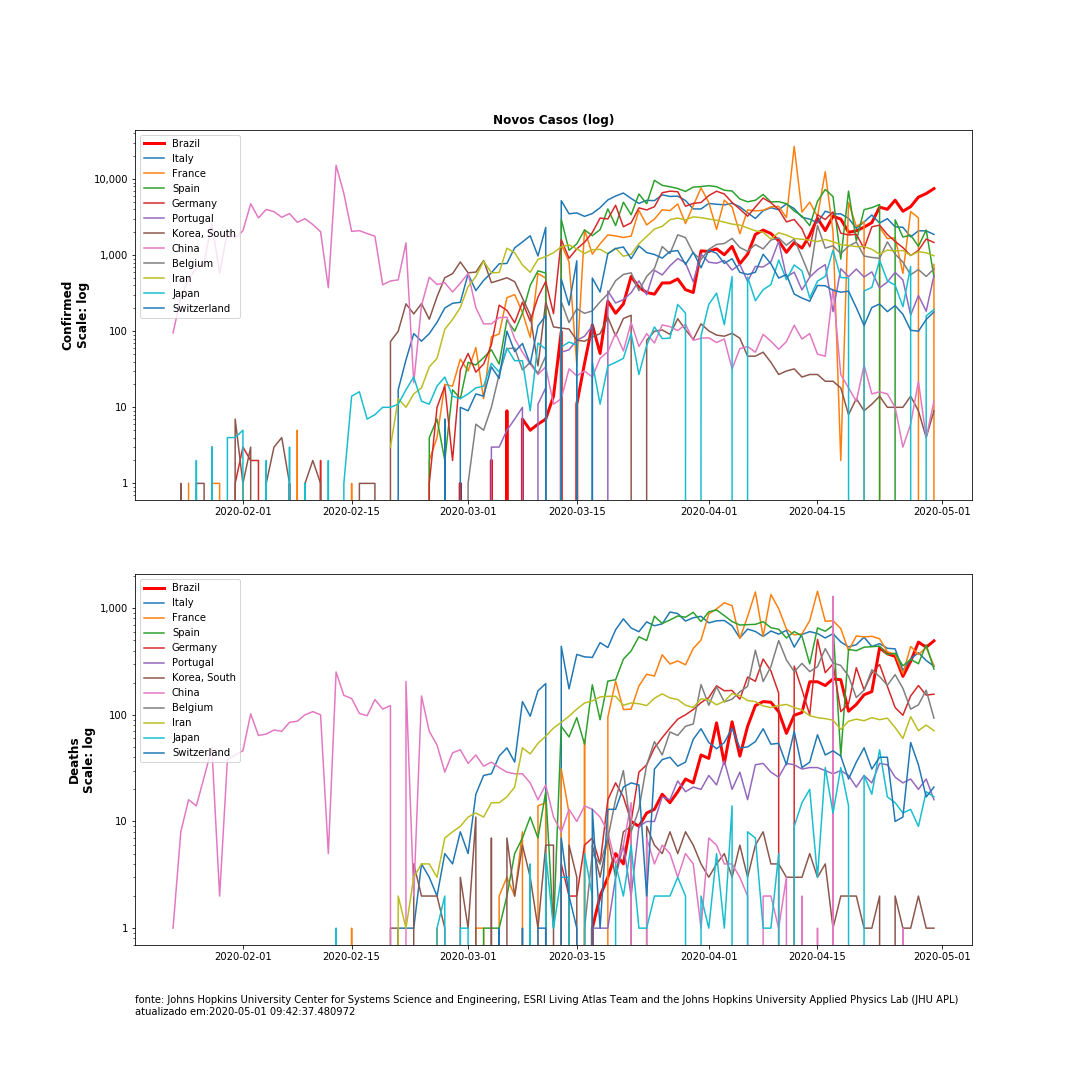 Novos Casos (log)
Confirmed
Scale: log
10,000
1,000
100
10
1
Brazil
Italy
France
Spain
Germany
Portugal
Korea, South
China
Belgium
Iran
Japan
Switzerland
2020-02-01
2020-02-15
2020-03-01
2020-03-15
2020-04-01
2020-04-15
2020-05-01
Deaths
Scale: log
1,000
100
10
1
Brazil
Italy
France
Spain
Germany
Portugal
Korea, South
China
Belgium
Iran
Japan
Switzerland
2020-02-01
2020-02-15
2020-03-01
2020-03-15
2020-04-01
2020-04-15
2020-05-01
fonte: Johns Hopkins University Center for Systems Science and Engineering, ESRI Living Atlas Team and the Johns Hopkins University Applied Physics Lab (JHU APL)
atualizado em:2020-05-01 09:42:37.480972